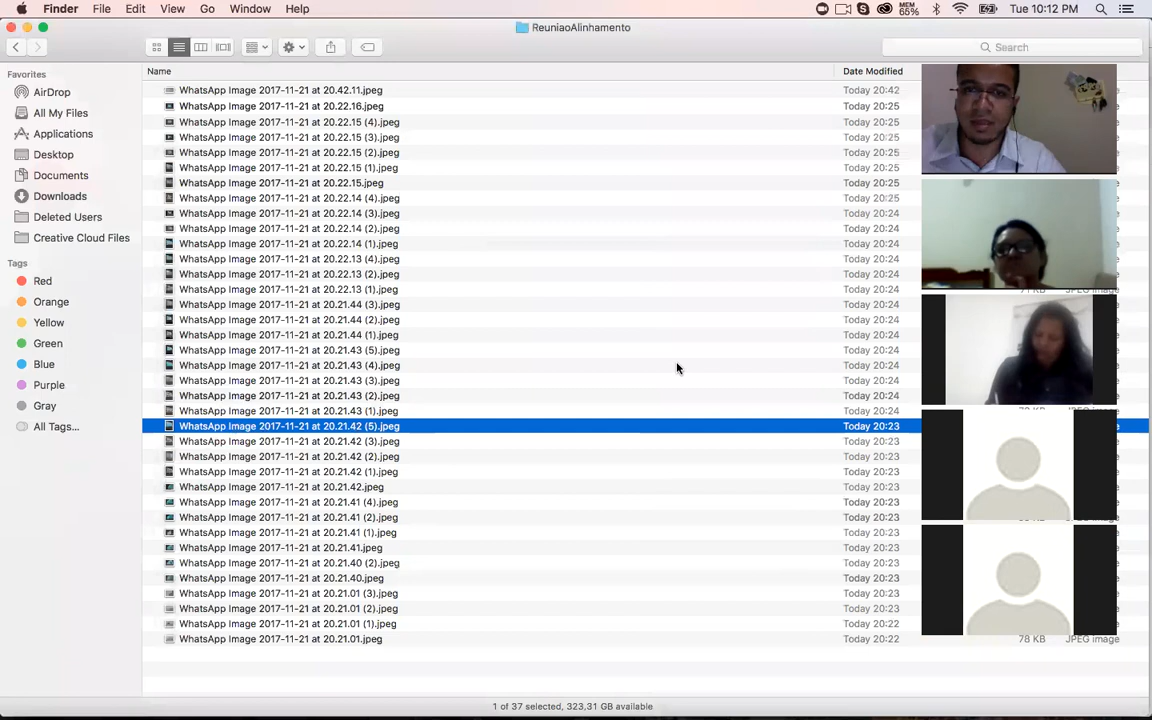 Finder File Edit View Go Window Help MEM 65% Tue 10:12 PM
ReuniaoAlinhamento
Search
Favorites
AirDrop
All My Files
Applications
Desktop
Documents
Downloads
Deleted Users
Creative Cloud Files
Tags
Red
Orange
Yellow
Green
Blue
Purple
Gray
All Tags...
Name Date Modified
WhatsApp Image 2017-11-21 at 20.42.11.jpeg Today 20:42
WhatsApp Image 2017-11-21 at 20.22.16.jpeg Today 20:25
WhatsApp Image 2017-11-21 at 20.22.15 (4).jpeg Today 20:25
WhatsApp Image 2017-11-21 at 20.22.15 (3).jpeg Today 20:25
WhatsApp Image 2017-11-21 at 20.22.15 (2).jpeg Today 20:25
WhatsApp Image 2017-11-21 at 20.22.15 (1).jpeg Today 20:25
WhatsApp Image 2017-11-21 at 20.22.15.jpeg Today 20:25
WhatsApp Image 2017-11-21 at 20.22.14 (4).jpeg Today 20:25
WhatsApp Image 2017-11-21 at 20.22.14 (3).jpeg Today 20:24
WhatsApp Image 2017-11-21 at 20.22.14 (2).jpeg Today 20:24
WhatsApp Image 2017-11-21 at 20.22.14 (1).jpeg Today 20:24
WhatsApp Image 2017-11-21 at 20.22.13 (4).jpeg Today 20:24
WhatsApp Image 2017-11-21 at 20.22.13 (2).jpeg Today 20:24
WhatsApp Image 2017-11-21 at 20.22.13 (1).jpeg Today 20:24
WhatsApp Image 2017-11-21 at 20.21.44 (3).jpeg Today 20:24
WhatsApp Image 2017-11-21 at 20.21.44 (2).jpeg Today 20:24
WhatsApp Image 2017-11-21 at 20.21.44 (1).jpeg Today 20:24
WhatsApp Image 2017-11-21 at 20.21.43 (5).jpeg Today 20:24
WhatsApp Image 2017-11-21 at 20.21.43 (4).jpeg Today 20:24
WhatsApp Image 2017-11-21 at 20.21.43 (3).jpeg Today 20:24
WhatsApp Image 2017-11-21 at 20.21.43 (2).jpeg Today 20:24
WhatsApp Image 2017-11-21 at 20.21.43 (1).jpeg Today 20:24
WhatsApp Image 2017-11-21 at 20.21.42 (5).jpeg Today 20:23
WhatsApp Image 2017-11-21 at 20.21.42 (3).jpeg Today 20:23
WhatsApp Image 2017-11-21 at 20.21.42 (2).jpeg Today 20:23
WhatsApp Image 2017-11-21 at 20.21.42 (1).jpeg Today 20:23
WhatsApp Image 2017-11-21 at 20.21.42.jpeg Today 20:23
WhatsApp Image 2017-11-21 at 20.21.41 (4).jpeg Today 20:23
WhatsApp Image 2017-11-21 at 20.21.41 (2).jpeg Today 20:23
WhatsApp Image 2017-11-21 at 20.21.41 (1).jpeg Today 20:23
WhatsApp Image 2017-11-21 at 20.21.41.jpeg Today 20:23
WhatsApp Image 2017-11-21 at 20.21.40 (2).jpeg Today 20:23
WhatsApp Image 2017-11-21 at 20.21.40.jpeg Today 20:23
WhatsApp Image 2017-11-21 at 20.21.01 (3).jpeg Today 20:23
WhatsApp Image 2017-11-21 at 20.21.01 (2).jpeg Today 20:23
WhatsApp Image 2017-11-21 at 20.21.01 (1).jpeg Today 20:22
WhatsApp Image 2017-11-21 at 20.21.01.jpeg Today 20:22 78 KB JPEG image
1 of 37 selected, 323,31 GB available